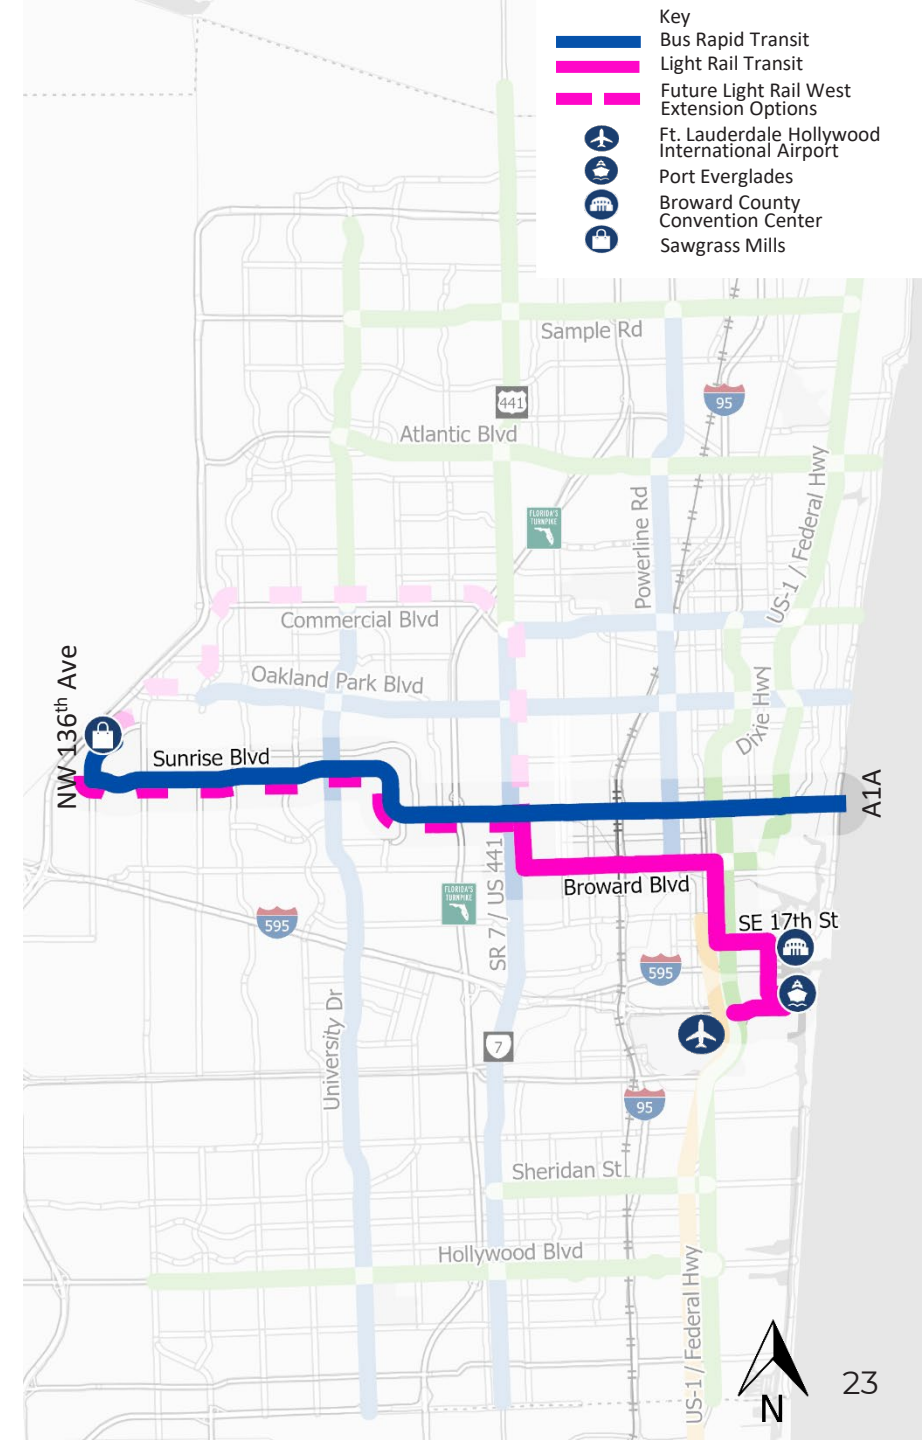 Key
Bus Rapid Transit
Light Rail Transit
Future Light Rail West
Extension Options
Ft. Lauderdale Hollywood
International Airport
Port Everglades
Broward County
Convention Center
Sawgrass Mills
Sample Rd
441
95
Atlantic Blvd
FLORIDA'S
TURNPIKE
Powerline Rd
US-1 / Federal Hwy
Commercial Blvd
Oakland Park Blvd
NW 136th Ave
Dixie Hwy
Sunrise Blvd
A1A
SR 7 / US 441
Broward Blvd
FLORIDA'S
TURNPIKE
595
SE 17th St
595
University Dr
7
95
Sheridan St
Hollywood Blvd
US-1 / Federal Hwy
N
23